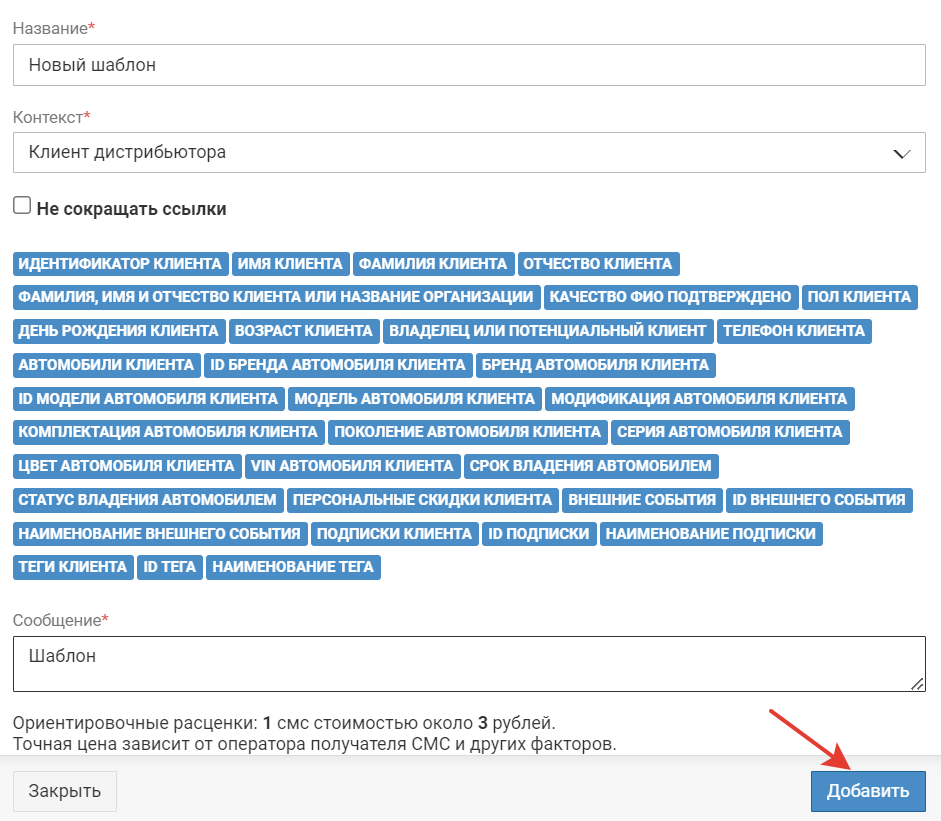 Название*
Новый шаблон
Контекст*
Клиент дистрибьютора
Не сокращать ссылки
ИДЕНТИФИКАТОР КЛИЕНТА ИМЯ КЛИЕНТА ФАМИЛИЯ КЛИЕНТА ОТЧЕСТВО КЛИЕНТА
ФАМИЛИЯ, ИМЯ И ОТЧЕСТВО КЛИЕНТА ИЛИ НАЗВАНИЕ ОРГАНИЗАЦИИ КАЧЕСТВО ФИО ПОДТВЕРЖДЕНО ПОЛ КЛИЕНТА
ДЕНЬ РОЖДЕНИЯ КЛИЕНТА ВОЗРАСТ КЛИЕНТА ВЛАДЕЛЕЦ ИЛИ ПОТЕНЦИАЛЬНЫЙ КЛИЕНТ ТЕЛЕФОН КЛИЕНТА
АВТОМОБИЛИ КЛИЕНТА ID БРЕНДА АВТОМОБИЛЯ КЛИЕНТА БРЕНД АВТОМОБИЛЯ КЛИЕНТА
ID МОДЕЛИ АВТОМОБИЛЯ КЛИЕНТА МОДЕЛЬ АВТОМОБИЛЯ КЛИЕНТА МОДИФИКАЦИЯ АВТОМОБИЛЯ КЛИЕНТА
КОМПЛЕКТАЦИЯ АВТОМОБИЛЯ КЛИЕНТА ПОКОЛЕНИЕ АВТОМОБИЛЯ КЛИЕНТА СЕРИЯ АВТОМОБИЛЯ КЛИЕНТА
ЦВЕТ АВТОМОБИЛЯ КЛИЕНТА VIN АВТОМОБИЛЯ КЛИЕНТА СРОК ВЛАДЕНИЯ АВТОМОБИЛЕМ
СТАТУС ВЛАДЕНИЯ АВТОМОБИЛЕМ ПЕРСОНАЛЬНЫЕ СКИДКИ КЛИЕНТА ВНЕШНИЕ СОБЫТИЯ ID ВНЕШНЕГО СОБЫТИЯ
НАИМЕНОВАНИЕ ВНЕШНЕГО СОБЫТИЯ ПОДПИСКИ КЛИЕНТА ID ПОДПИСКИ НАИМЕНОВАНИЕ ПОДПИСКИ
ТЕГИ КЛИЕНТА ID ТЕГА НАИМЕНОВАНИЕ ТЕГА
Сообщение*
Шаблон
Ориентировочные расценки: 1 смс стоимостью около 3 рублей.
Точная цена зависит от оператора получателя СМС и других факторов.
Закрыть Добавить